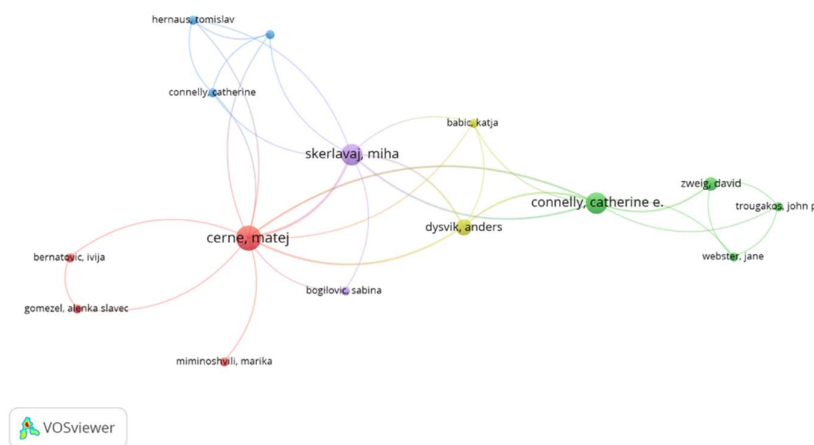 hernaus, tomislav
connelly, catherine
babic, katja
skerlavaj, miha
zweig, david
connelly, catherine e.
trougakos, john p
dysvik, anders
cerne, matej
webster, jane
bernatovic, ivija
bogilovic, sabina
gomezel, alenka slavec
miminoshvili, marika
VOSviewer